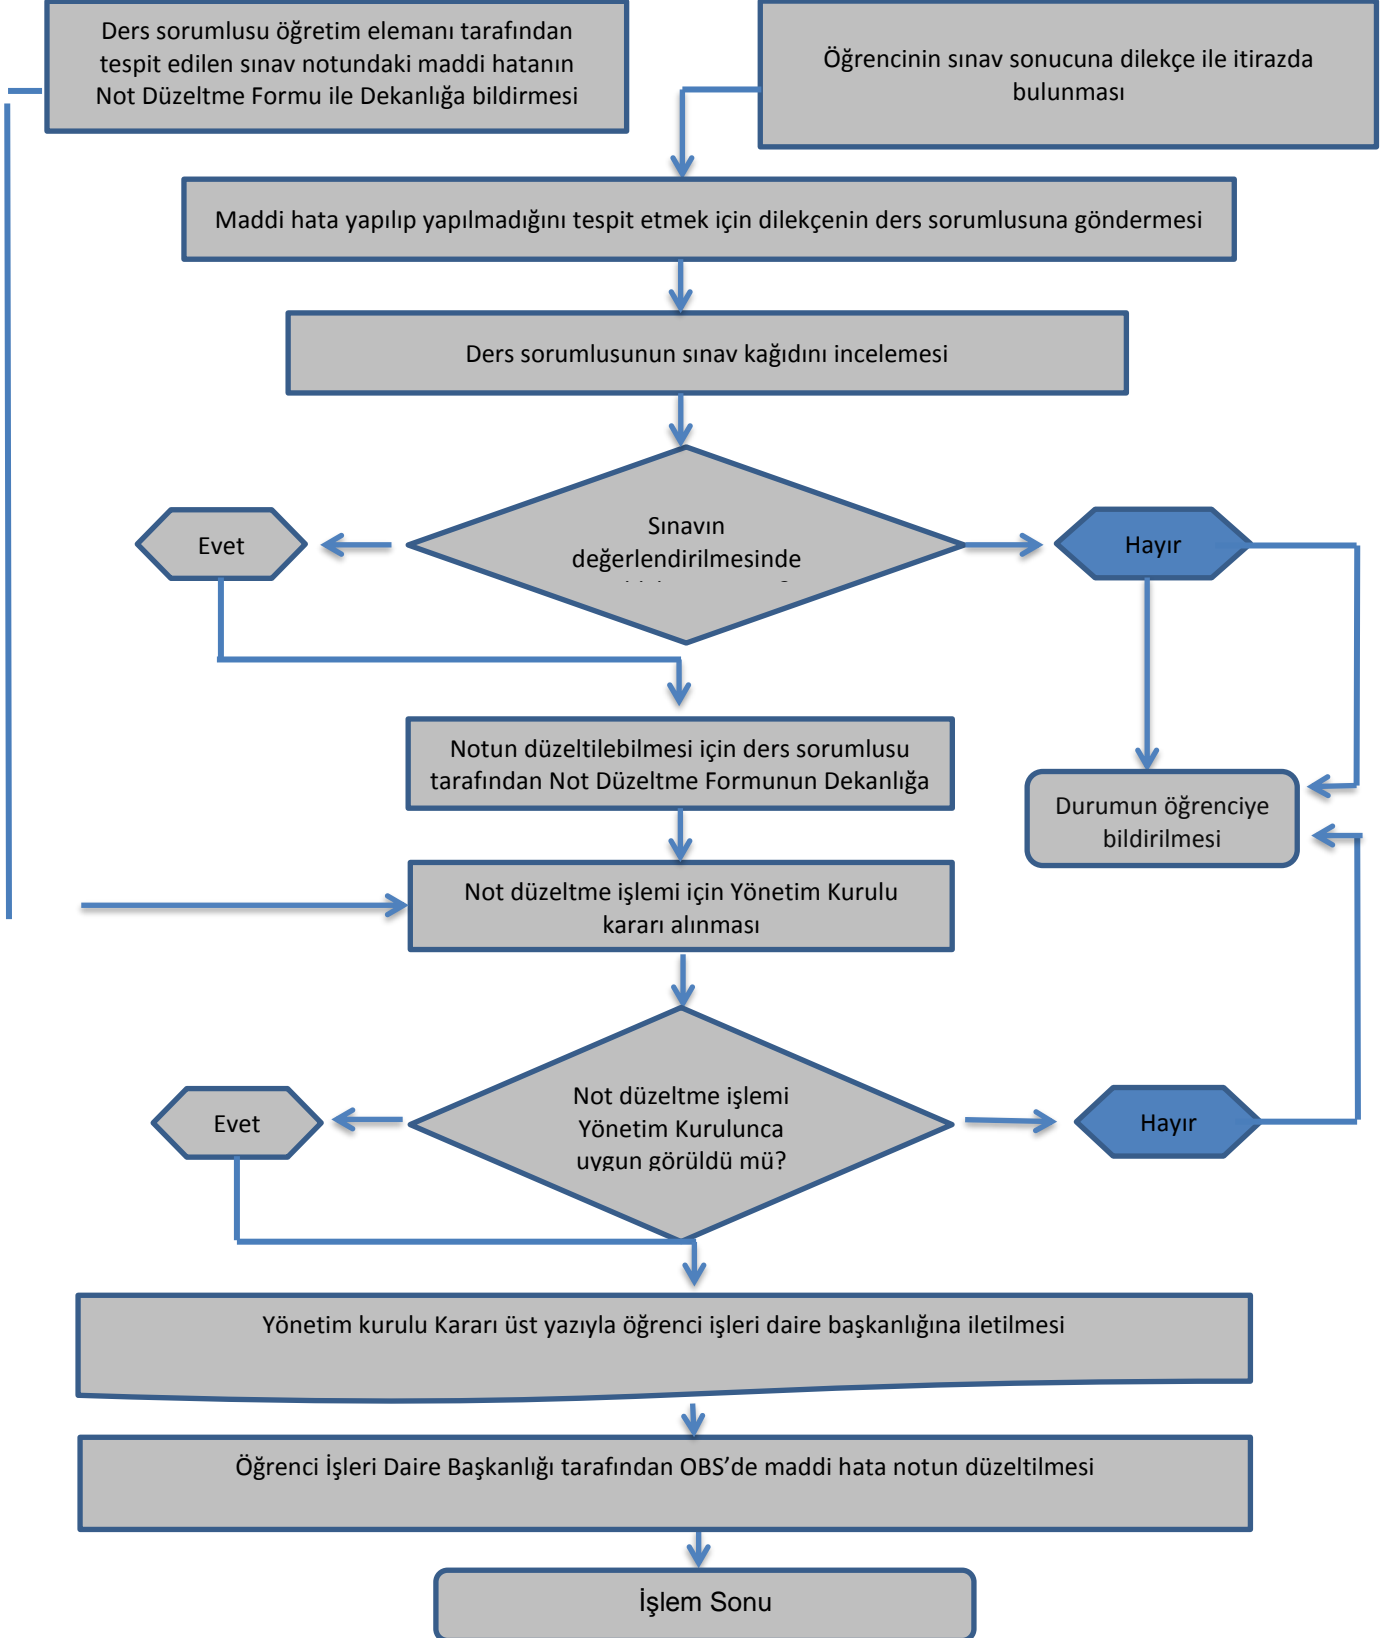 Ders sorumlusu öğretim elemanı tarafından
tespit edilen sınav notundaki maddi hatanın
Not Düzeltme Formu ile Dekanlığa bildirmesi
Öğrencinin sınav sonucuna dilekçe ile itirazda
bulunması
Maddi hata yapılıp yapılmadığını tespit etmek için dilekçenin ders sorumlusuna göndermesi
Ders sorumlusunun sınav kağıdını incelemesi
Sınavın
değerlendirilmesinde
Evet
Hayır
Notun düzeltilebilmesi için ders sorumlusu
tarafından Not Düzeltme Formunun Dekanlığa
Durumun öğrenciye
bildirilmesi
Not düzeltme işlemi için Yönetim Kurulu
kararı alınması
Not düzeltme işlemi
Yönetim Kurulunca
uygun görüldü mü?
Evet
Hayır
Yönetim kurulu Kararı üst yazıyla öğrenci işleri daire başkanlığına iletilmesi
Öğrenci İşleri Daire Başkanlığı tarafından OBS’de maddi hata notun düzeltilmesi
İşlem Sonu